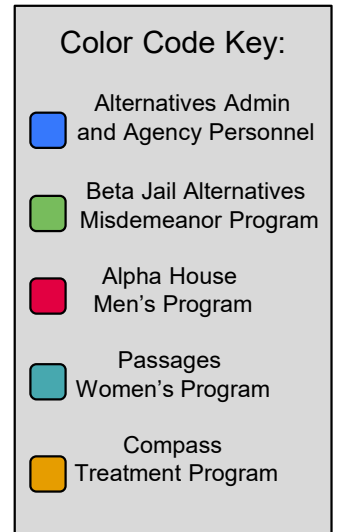 Color Code Key:
Alternatives Admin
and Agency Personnel
Beta Jail Alternatives
Misdemeanor Program
Alpha House
Men's Program
Passages
Women's Program
Compass
Treatment Program